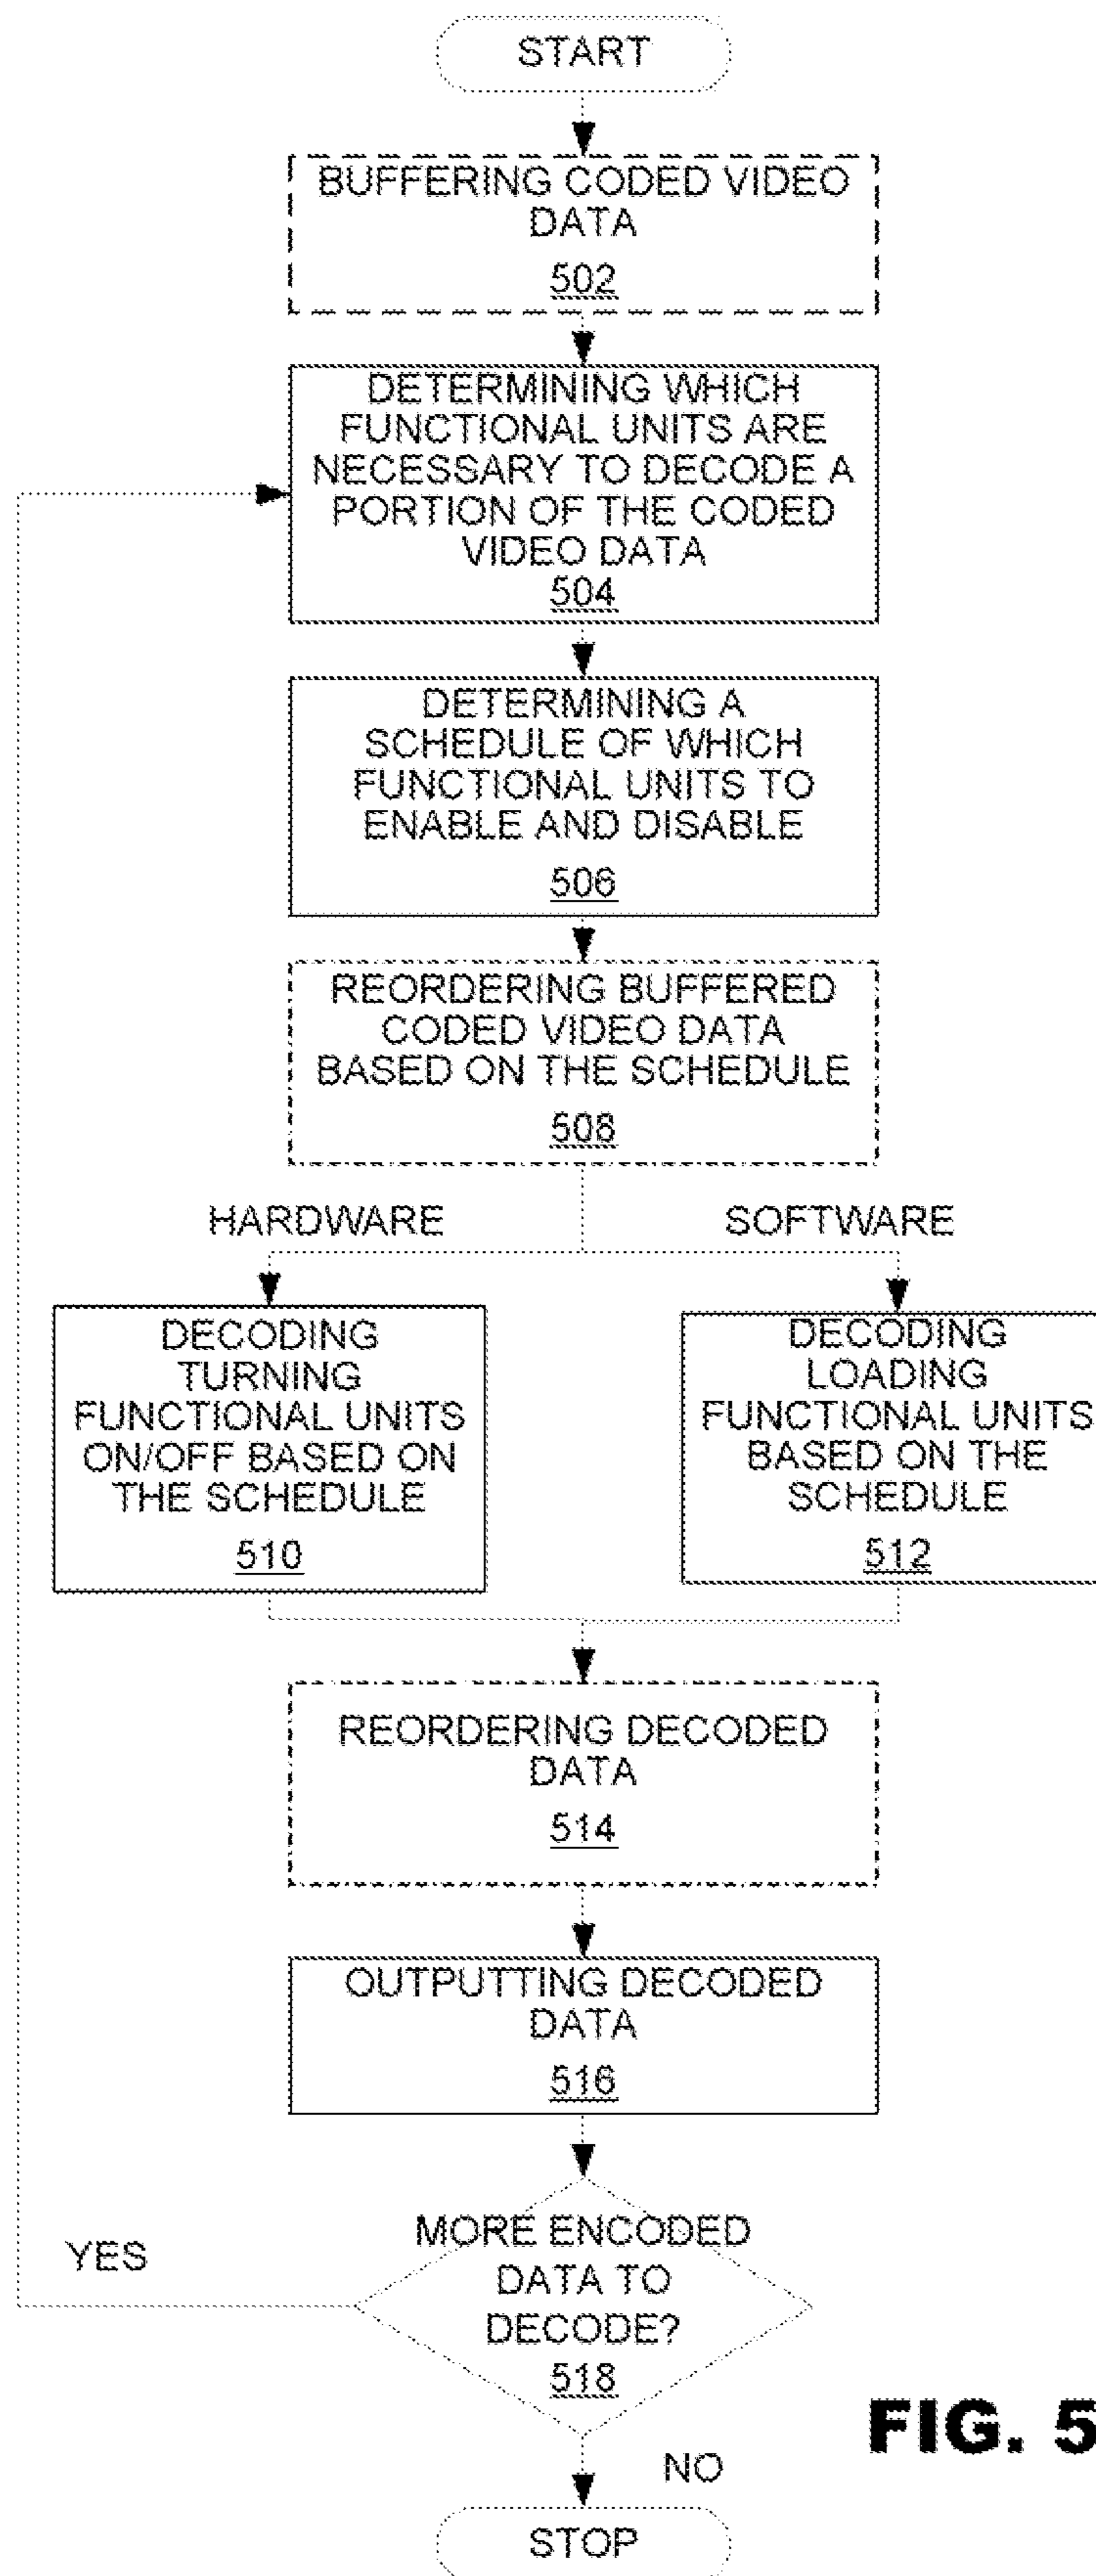 START
BUFFERING CODED VIDEO
DATA
502
DETERMINING WHICH
FUNCTIONAL UNITS ARE
NECESSARY TO DECODE A
PORTION OF THE CODED
VIDEO DATA
504
DETERMINING A
SCHEDULE OF WHICH
FUNCTIONAL UNITS TO
ENABLE AND DISABLE
506
REORDERING BUFFERED
CODED VIDEO DATA
BASED ON THE SCHEDULE
508
HARDWARE
SOFTWARE
DECODING
TURNING
FUNCTIONAL UNITS
ON/OFF BASED ON
THE SCHEDULE
510
DECODING
LOADING
FUNCTIONAL UNITS
BASED ON THE
SCHEDULE
512
REORDERING DECODED
DATA
514
OUTPUTTING DECODED
DATA
516
MORE ENCODED
DATA TO
DECODE?
518
YES
NO
STOP
FIG. 5